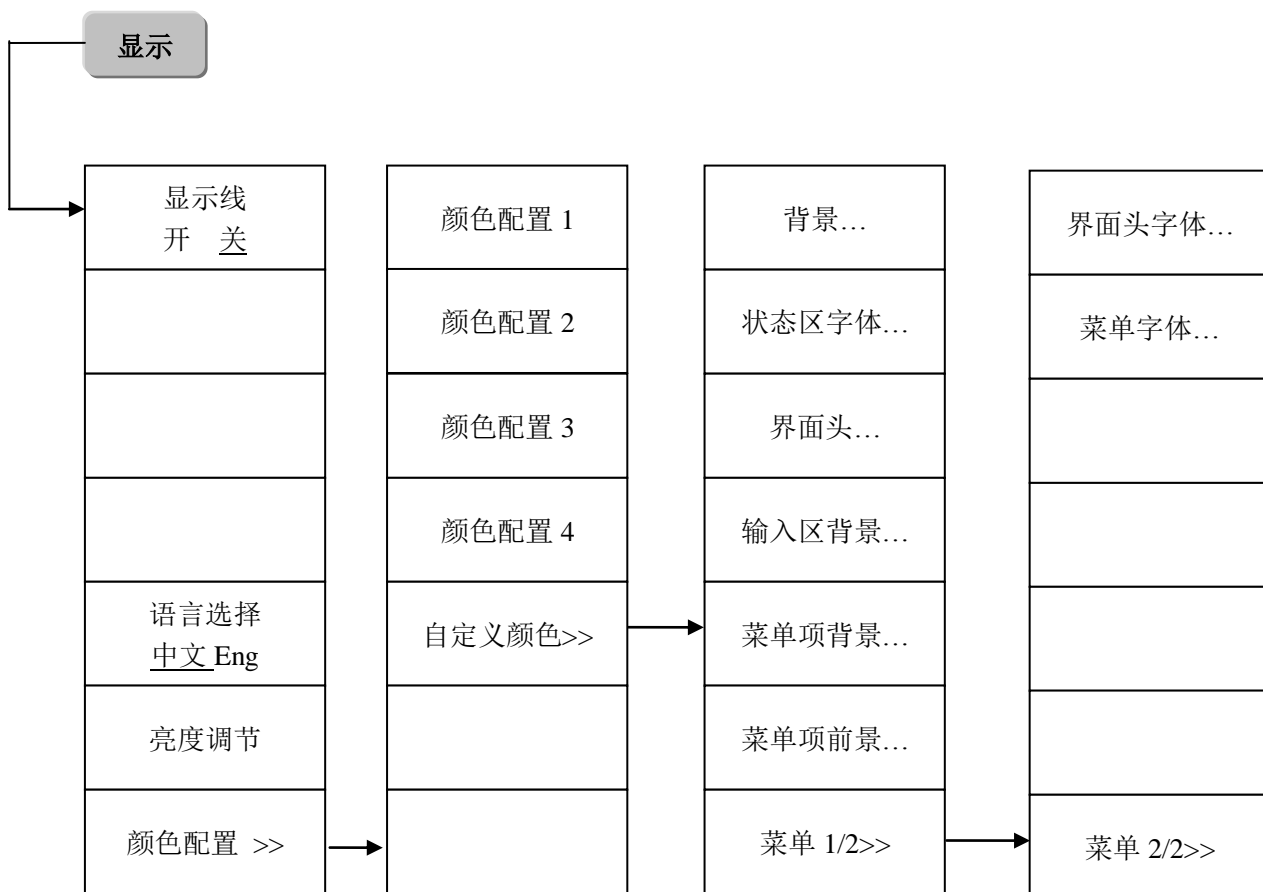 显示
显示线
开 关
语言选择
中文 Eng
亮度调节
颜色配置 >>
颜色配置 1
颜色配置 2
颜色配置 3
颜色配置 4
自定义颜色>>
背景…
状态区字体…
界面头…
输入区背景…
菜单项背景…
菜单项前景…
菜单 1/2>>
界面头字体…
菜单字体…
菜单 2/2>>